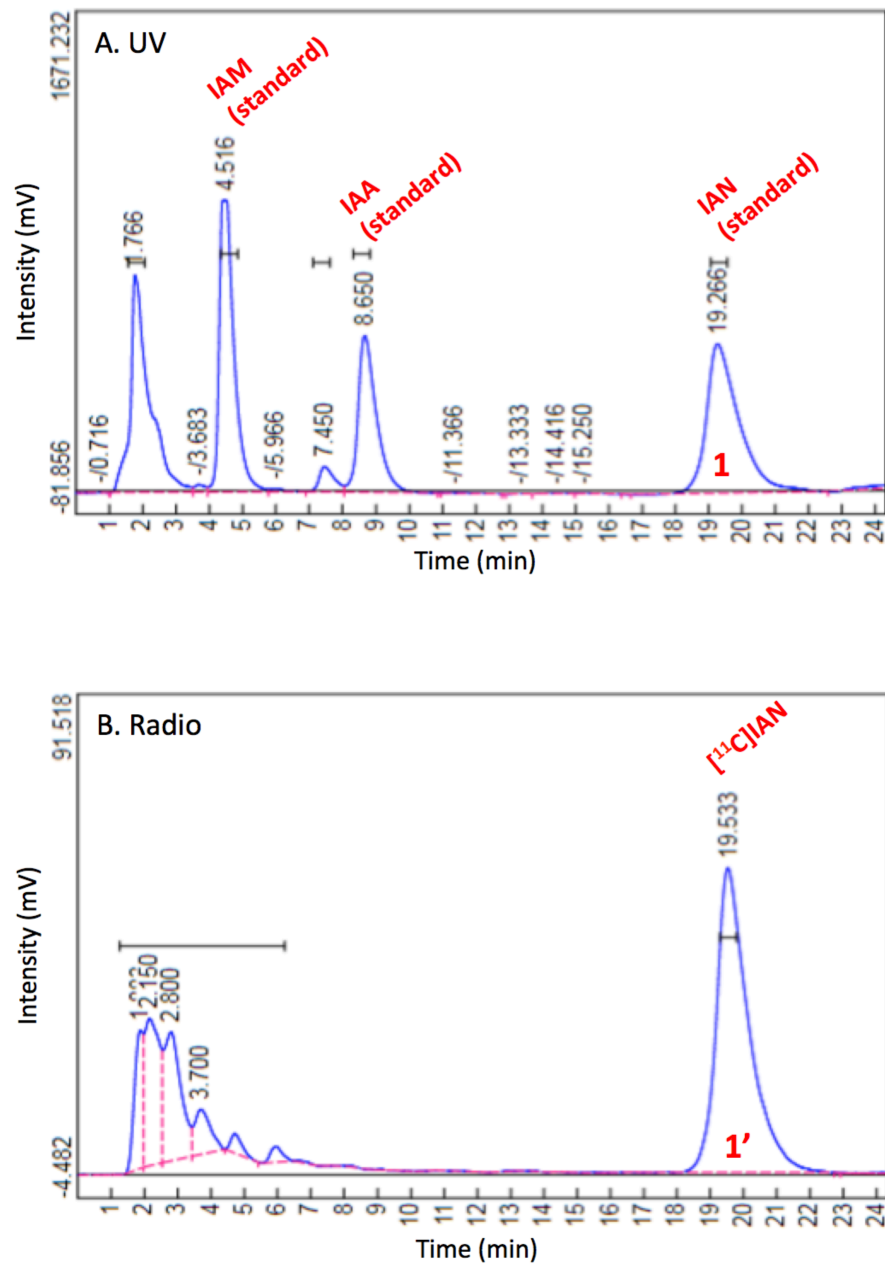 A. UV
1671.232
-81.856
Intensity (mV)
IAM
(standard)
IAA
(standard)
IAN
(standard)
4.516
8.650
19.266
-/0.716
-/3.683
-/5.966
7.450
-/11.366
-/13.333
-/14.416
-/15.250
1
1 2 3 4 5 6 7 8 9 10 11 12 13 14 15 16 17 18 19 20 21 22 23 24
Time (min)
B. Radio
91.518
-4.482
Intensity (mV)
[¹¹C]IAN
2.150
2.800
3.700
19.533
1’
1 2 3 4 5 6 7 8 9 10 11 12 13 14 15 16 17 18 19 20 21 22 23 24
Time (min)